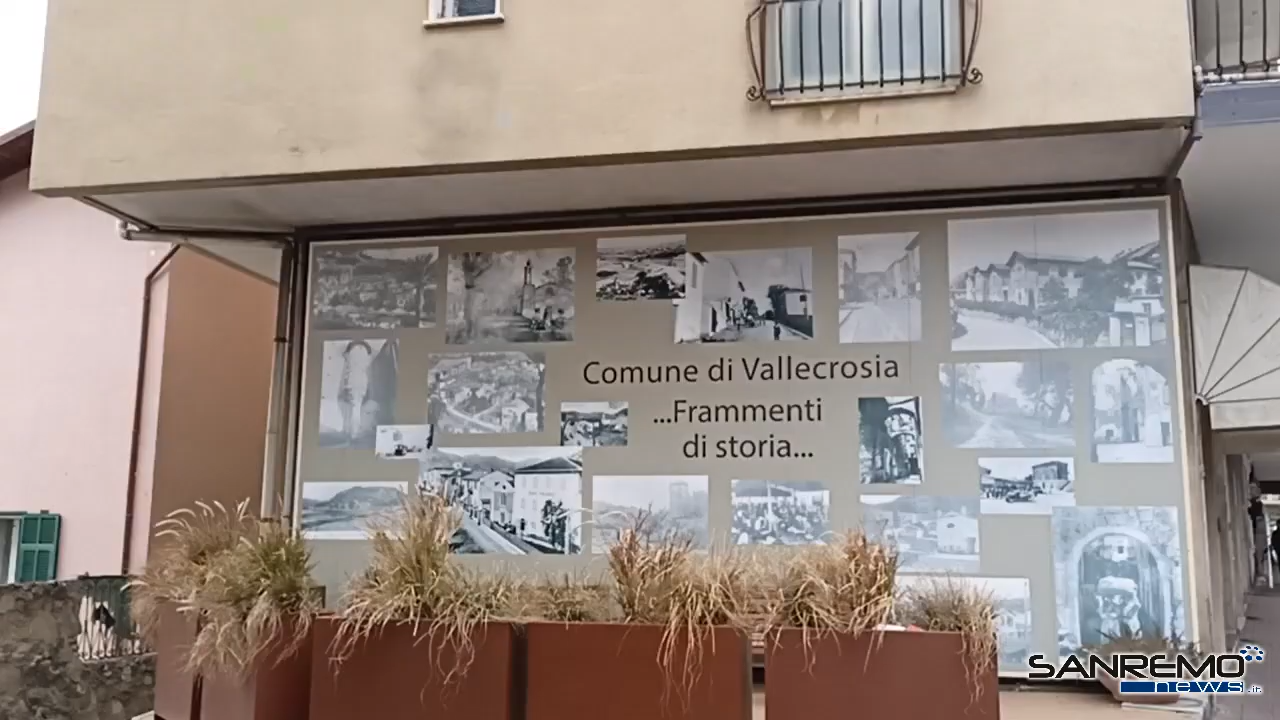 Comune di Vallecrosia
...Frammenti
di storia...
SANREMO
news.it